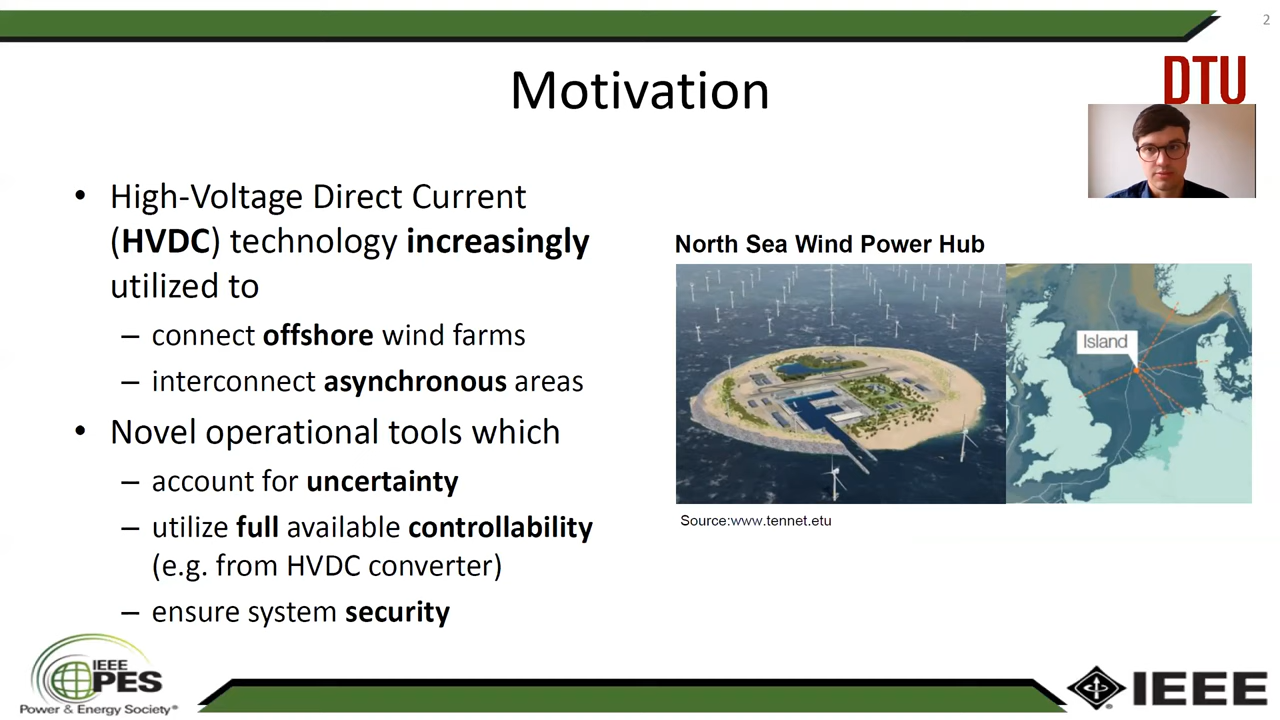 2
Motivation
DTU
• High-Voltage Direct Current
(HVDC) technology increasingly
utilized to
– connect offshore wind farms
– interconnect asynchronous areas
• Novel operational tools which
– account for uncertainty
– utilize full available controllability
(e.g. from HVDC converter)
– ensure system security
North Sea Wind Power Hub
Island
Source:www.tennet.etu
IEEE
PES
Power & Energy Society®
IEEE